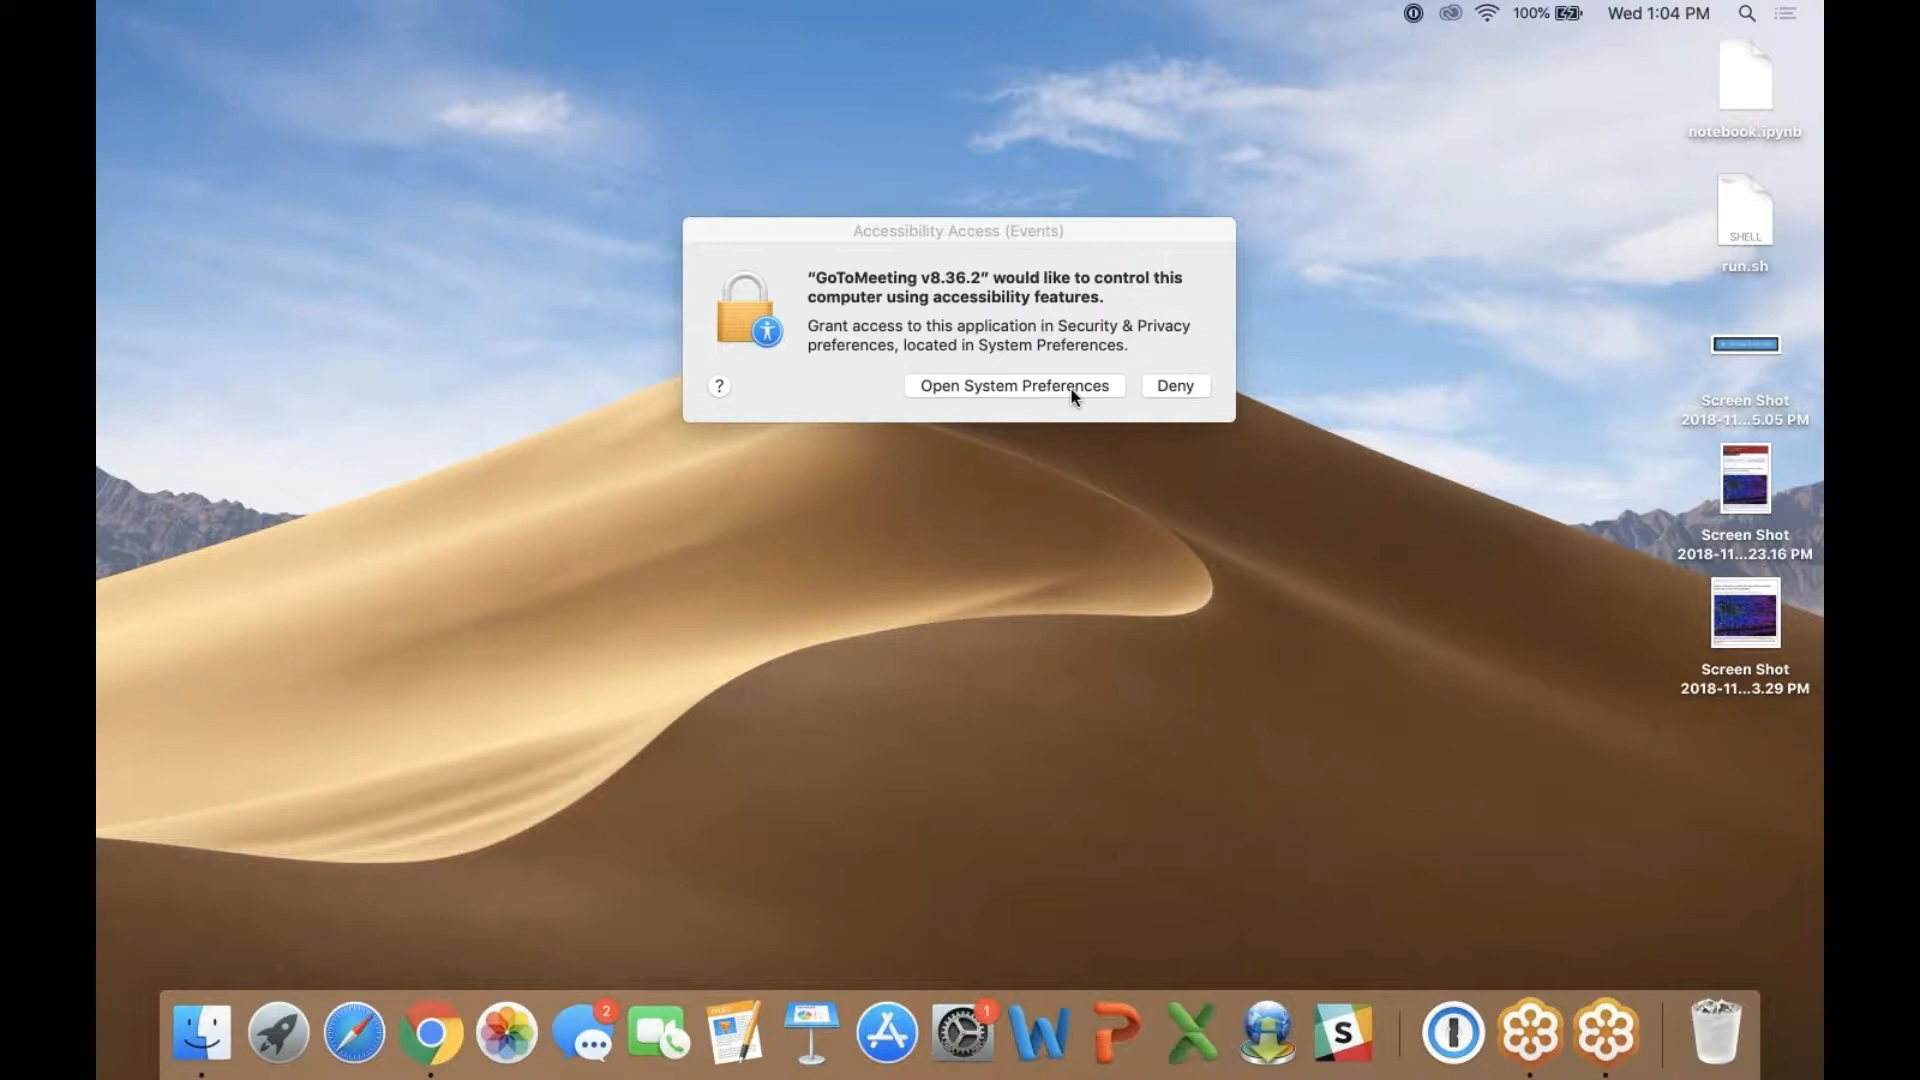 100%
Wed 1:04 PM
notebook.ipynb
SHELL
run.sh
Accessibility Access (Events)
“GoToMeeting v8.36.2” would like to control this
computer using accessibility features.
Grant access to this application in Security & Privacy
preferences, located in System Preferences.
?
Open System Preferences
Deny
Screen Shot
2018-11...5.05 PM
Screen Shot
2018-11...23.16 PM
Screen Shot
2018-11...3.29 PM
2
1
W
P
X
S